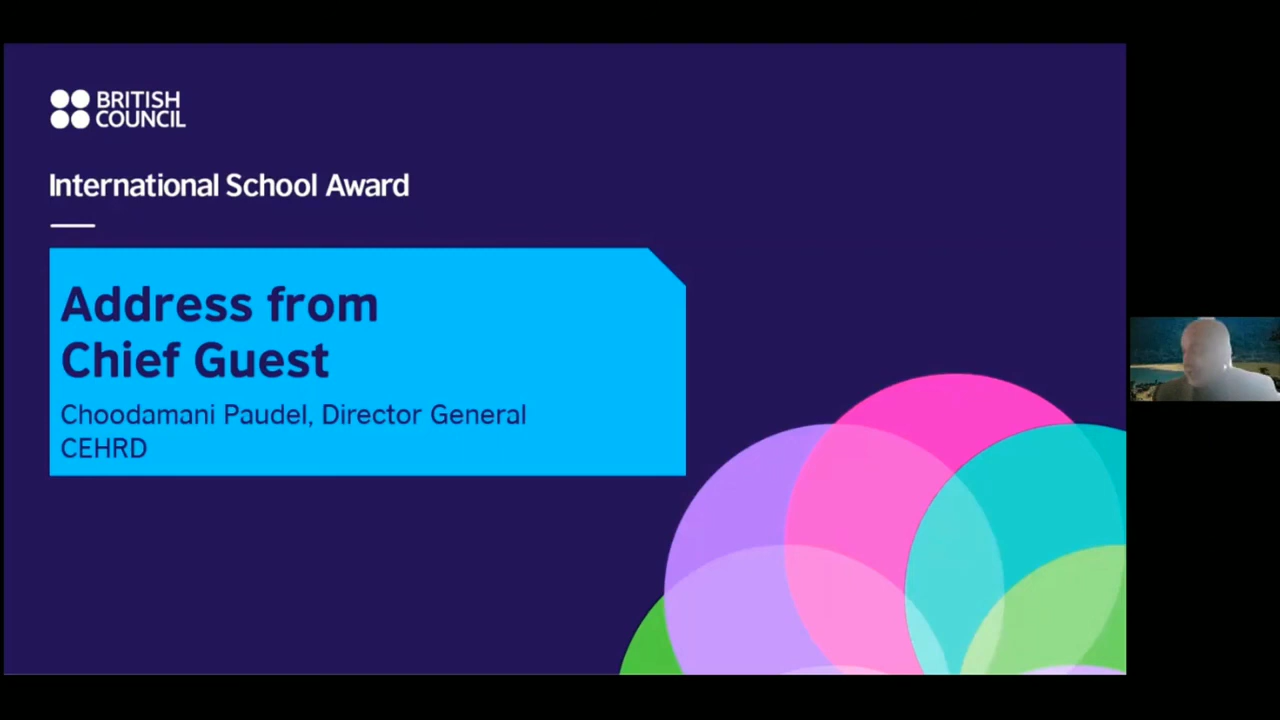 BRITISH
COUNCIL
International School Award
Address from
Chief Guest
Choodamani Paudel, Director General
CEHRD